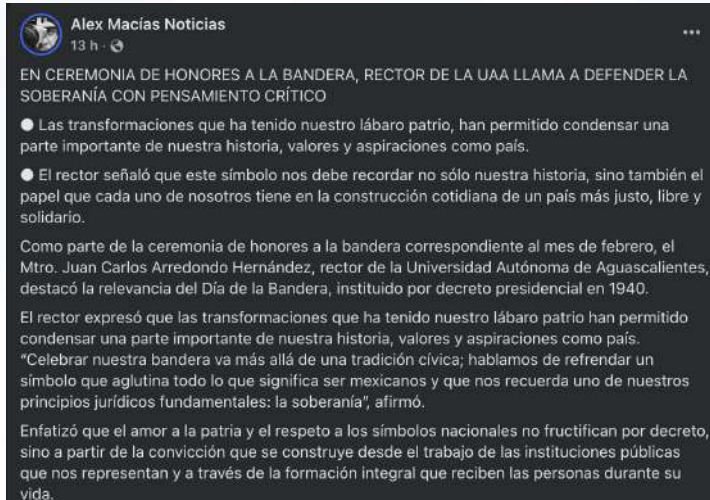 Alex Macías Noticias
13 h ·
EN CEREMONIA DE HONORES A LA BANDERA, RECTOR DE LA UAA LLAMA A DEFENDER LA
SOBERANÍA CON PENSAMIENTO CRÍTICO
● Las transformaciones que ha tenido nuestro lábaro patrio, han permitido condensar una
parte importante de nuestra historia, valores y aspiraciones como país.
● El rector señaló que este símbolo nos debe recordar no sólo nuestra historia, sino también el
papel que cada uno de nosotros tiene en la construcción cotidiana de un país más justo, libre y
solidario.
Como parte de la ceremonia de honores a la bandera correspondiente al mes de febrero, el
Mtro. Juan Carlos Arredondo Hernández, rector de la Universidad Autónoma de Aguascalientes,
destacó la relevancia del Día de la Bandera, instituido por decreto presidencial en 1940.
El rector expresó que las transformaciones que ha tenido nuestro lábaro patrio han permitido
condensar una parte importante de nuestra historia, valores y aspiraciones como país.
“Celebrar nuestra bandera va más allá de una tradición cívica; hablamos de refrendar un
símbolo que aglutina todo lo que significa ser mexicanos y que nos recuerda uno de nuestros
principios jurídicos fundamentales: la soberanía”, afirmó.
Enfatizó que el amor a la patria y el respeto a los símbolos nacionales no fructifican por decreto,
sino a partir de la convicción que se construye desde el trabajo de las instituciones públicas
que nos representan y a través de la formación integral que reciben las personas durante su
vida.